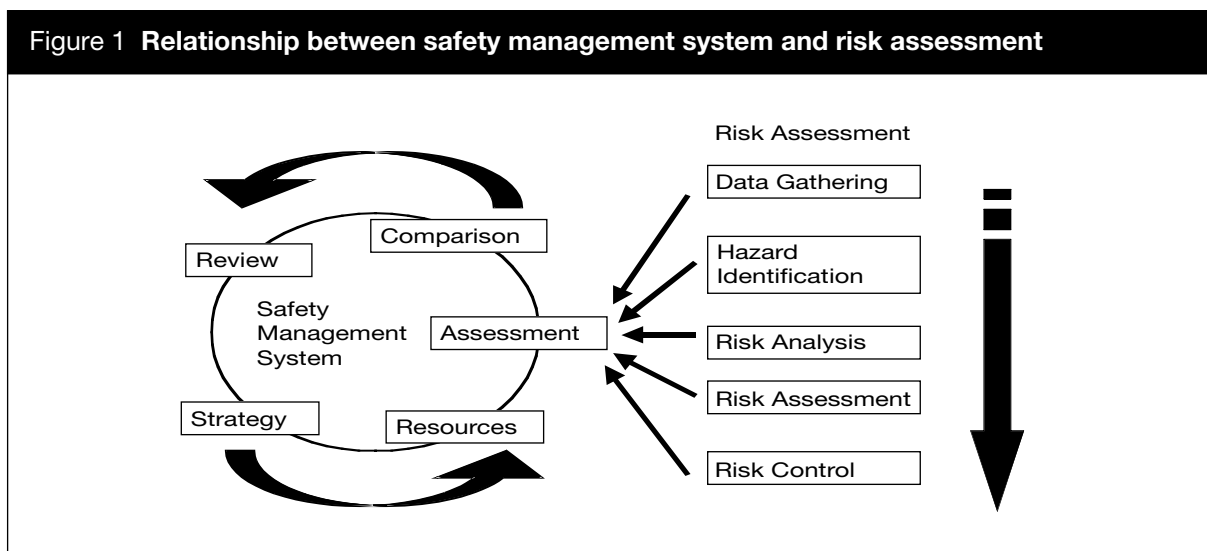 Figure 1 Relationship between safety management system and risk assessment
Risk Assessment
Data Gathering
Comparison
Review
Hazard
Identification
Safety
Management
System
Assessment
Risk Analysis
Risk Assessment
Strategy
Resources
Risk Control